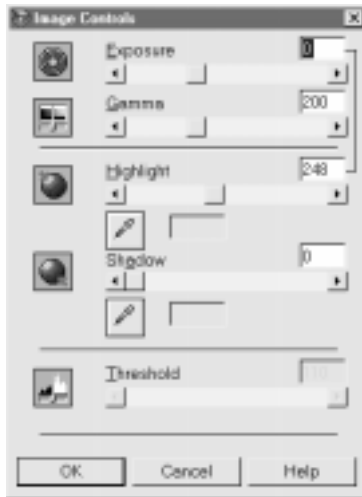 Image Controls
Exposure 0
Gamma 200
Highlight 248
Shadow 0
Threshold
OK Cancel Help